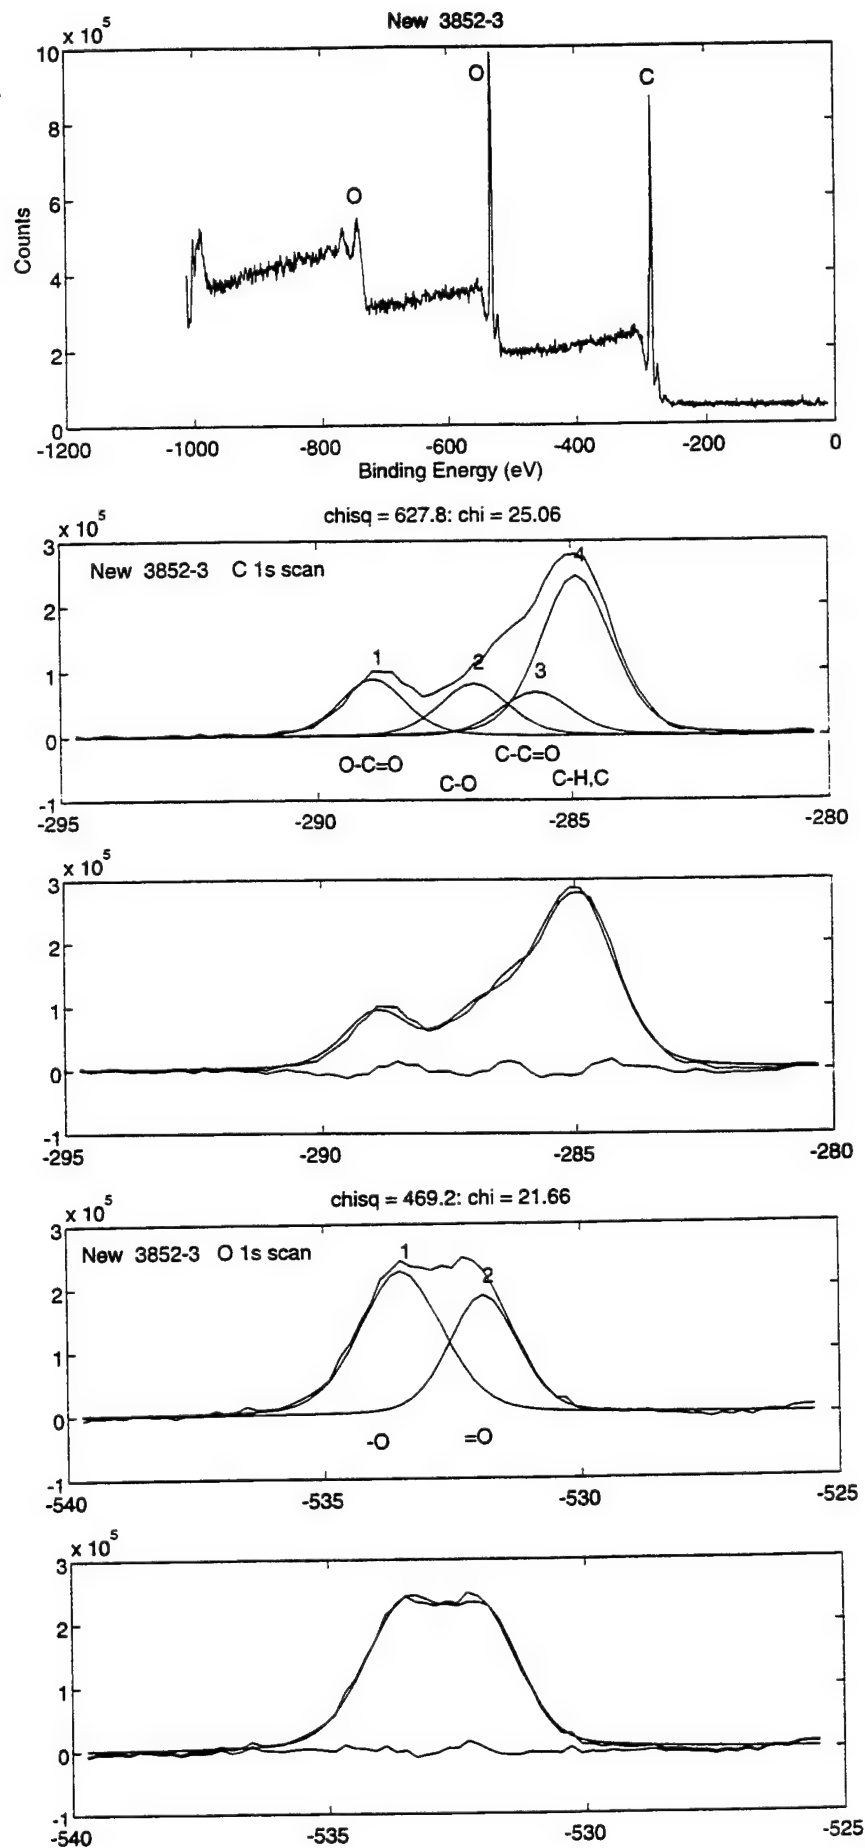 New 3852-3
x 10^5
10
O
C
8
6
O
Counts
4
2
0
-1200 -1000 -800 -600 -400 -200 0
Binding Energy (eV)
chisq = 627.8: chi = 25.06
x 10^5
3
New 3852-3 C 1s scan
4
2
1
2
3
1
0
O-C=O
C-C=O
C-O
C-H,C
-1
-295 -290 -285 -280
x 10^5
3
2
1
0
-1
-295 -290 -285 -280
chisq = 469.2: chi = 21.66
x 10^5
3
New 3852-3 O 1s scan
1
2
2
1
0
-O =O
-1
-540 -535 -530 -525
x 10^5
3
2
1
0
-1
-540 -535 -530 -525